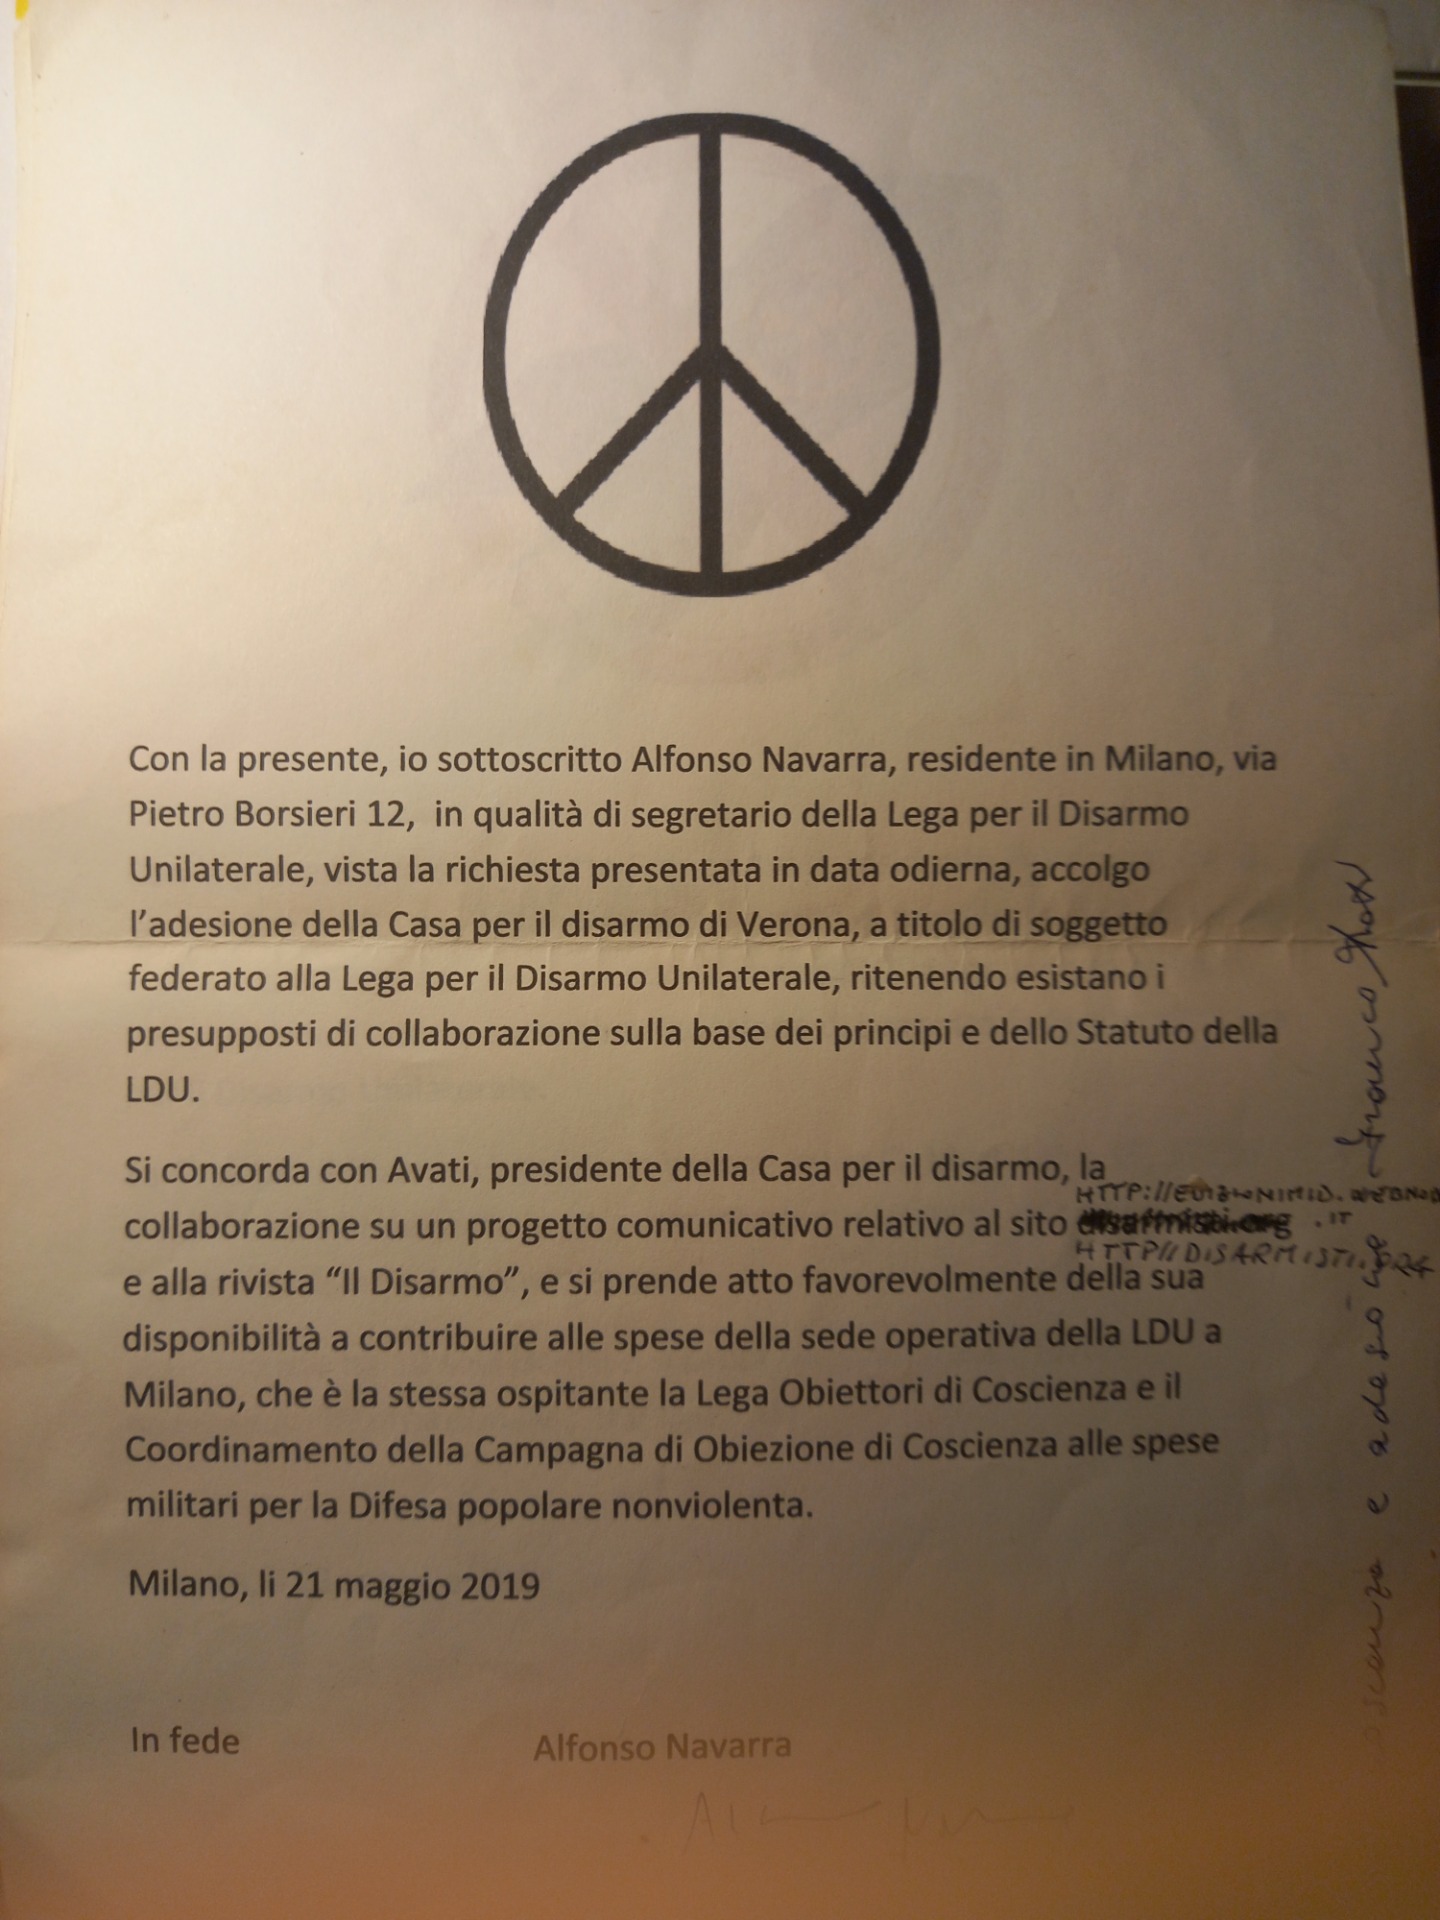 Con la presente, io sottoscritto Alfonso Navarra, residente in Milano, via
Pietro Borsieri 12, in qualità di segretario della Lega per il Disarmo
Unilaterale, vista la richiesta presentata in data odierna, accolgo
l'adesione della Casa per il disarmo di Verona, a titolo di soggetto
federato alla Lega per il Disarmo Unilaterale, ritenendo esistano i
presupposti di collaborazione sulla base dei principi e dello Statuto della
LDU.
Si concorda con Avati, presidente della Casa per il disarmo, la
collaborazione su un progetto comunicativo relativo al sito disarmisti.org .IT
HTTP//DISARMISTI.ORG
e alla rivista “Il Disarmo”, e si prende atto favorevolmente della sua
disponibilità a contribuire alle spese della sede operativa della LDU a
Milano, che è la stessa ospitante la Lega Obiettori di Coscienza e il
Coordinamento della Campagna di Obiezione di Coscienza alle spese
militari per la Difesa popolare nonviolenta.
Milano, li 21 maggio 2019
In fede Alfonso Navarra
e adesione Franco